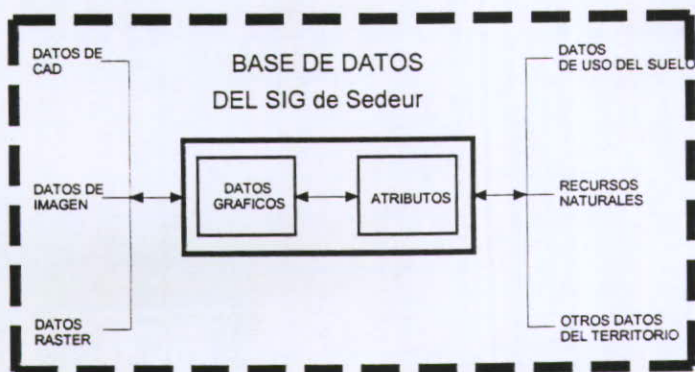 BASE DE DATOS
DEL SIG de Sedeur
DATOS DE
CAD
DATOS DE
IMAGEN
DATOS
RASTER
DATOS
GRAFICOS
ATRIBUTOS
DATOS
DE USO DEL SUELO
RECURSOS
NATURALES
OTROS DATOS
DEL TERRITORIO